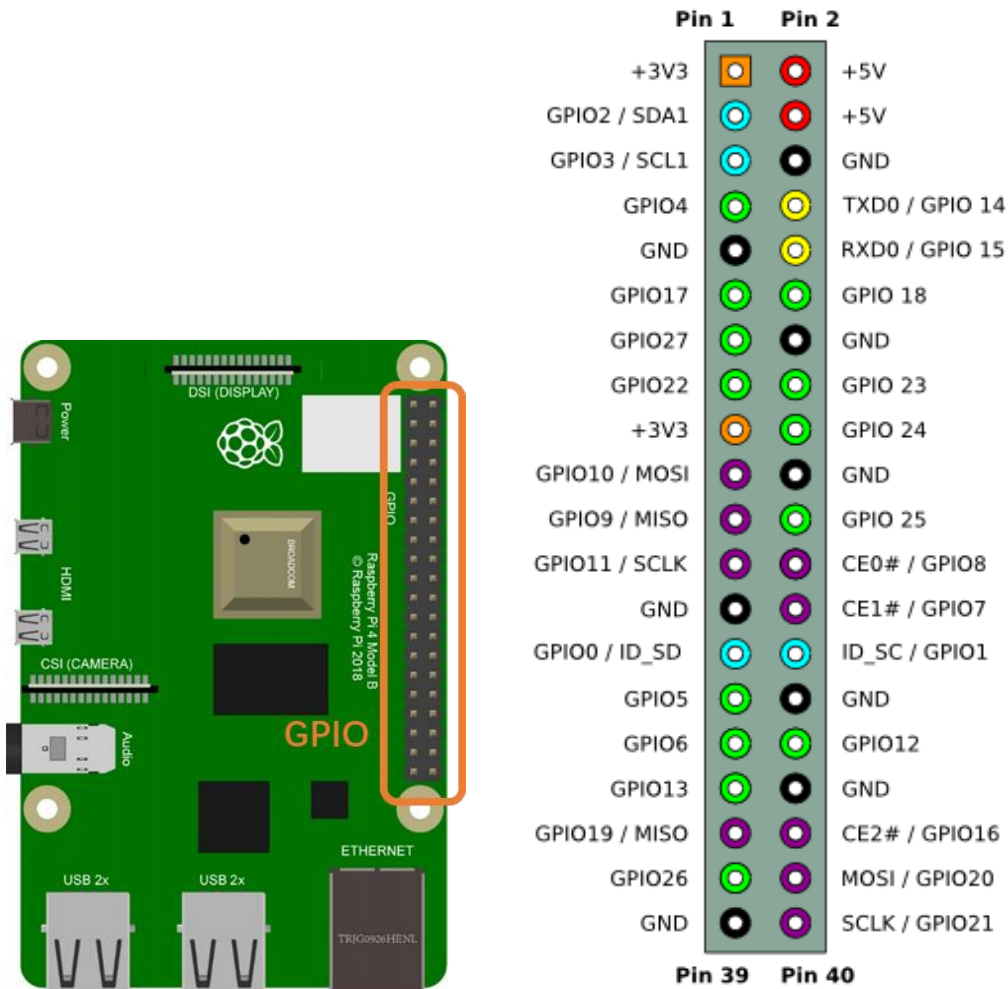 Pin 1 Pin 2
+3V3 +5V
GPIO2 / SDA1 +5V
GPIO3 / SCL1 GND
GPIO4 TXD0 / GPIO 14
GND RXD0 / GPIO 15
GPIO17 GPIO 18
GPIO27 GND
GPIO22 GPIO 23
+3V3 GPIO 24
GPIO10 / MOSI GND
GPIO9 / MISO GPIO 25
GPIO11 / SCLK CE0# / GPIO8
GND CE1# / GPIO7
GPIO0 / ID_SD ID_SC / GPIO1
GPIO5 GND
GPIO6 GPIO12
GPIO13 GND
GPIO19 / MISO CE2# / GPIO16
GPIO26 MOSI / GPIO20
GND SCLK / GPIO21
Pin 39 Pin 40
DSI (DISPLAY)
Power
GPIO
BROADCOM
Raspberry Pi 4 Model B
© Raspberry Pi 2018
HDMI
CSI (CAMERA)
GPIO
Audio
ETHERNET
USB 2x
USB 2x
TRJG0926HENL